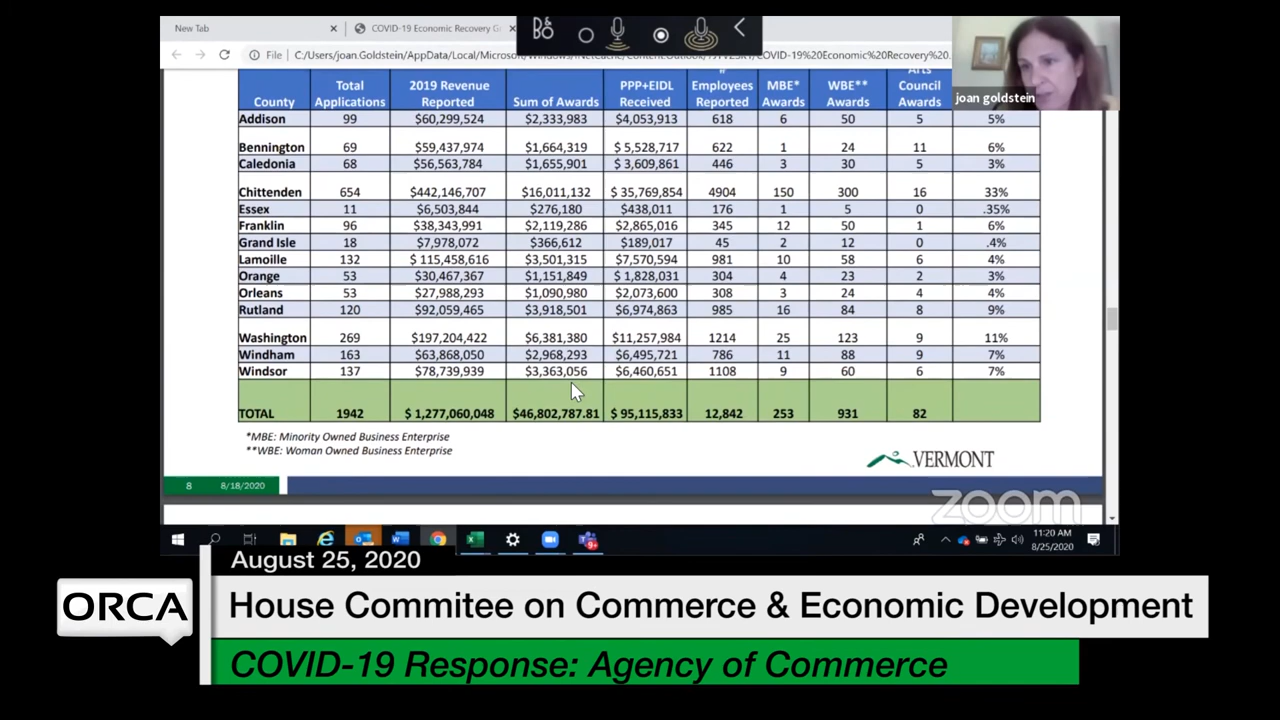 New Tab × COVID-19 Economic Recovery Gr ×
File C:/Users/joan.Goldstein/AppData/Local/Microsoft/Windows/INetCache/Content.Outlook/
joan goldstein
County Total Applications 2019 Revenue Reported Sum of Awards PPP+EIDL Received # Employees Reported MBE* Awards WBE** Awards Arts Council Awards
Addison 99 $60,299,524 $2,333,983 $4,053,913 618 6 50 5 5%
Bennington 69 $59,437,974 $1,664,319 $ 5,528,717 622 1 24 11 6%
Caledonia 68 $56,563,784 $1,655,901 $ 3,609,861 446 3 30 5 3%
Chittenden 654 $442,146,707 $16,011,132 $ 35,769,854 4904 150 300 16 33%
Essex 11 $6,503,844 $276,180 $438,011 176 1 5 0 .35%
Franklin 96 $38,343,991 $2,119,286 $2,865,016 345 12 50 1 6%
Grand Isle 18 $7,978,072 $366,612 $189,017 45 2 12 0 .4%
Lamoille 132 $ 115,458,616 $3,501,315 $7,570,594 981 10 58 6 4%
Orange 53 $30,467,367 $1,151,849 $ 1,828,031 304 4 23 2 3%
Orleans 53 $27,988,293 $1,090,980 $2,073,600 308 3 24 4 4%
Rutland 120 $92,059,465 $3,918,501 $6,974,863 985 16 84 8 9%
Washington 269 $197,204,422 $6,381,380 $11,257,984 1214 25 123 9 11%
Windham 163 $63,868,050 $2,968,293 $6,495,721 786 11 88 9 7%
Windsor 137 $78,739,939 $3,363,056 $6,460,651 1108 9 60 6 7%
TOTAL 1942 $ 1,277,060,048 $46,802,787.81 $ 95,115,833 12,842 253 931 82
*MBE: Minority Owned Business Enterprise
**WBE: Woman Owned Business Enterprise
VERMONT
8 8/18/2020
zoom
11:20 AM
8/25/2020
August 25, 2020
ORCA
House Commitee on Commerce & Economic Development
COVID-19 Response: Agency of Commerce